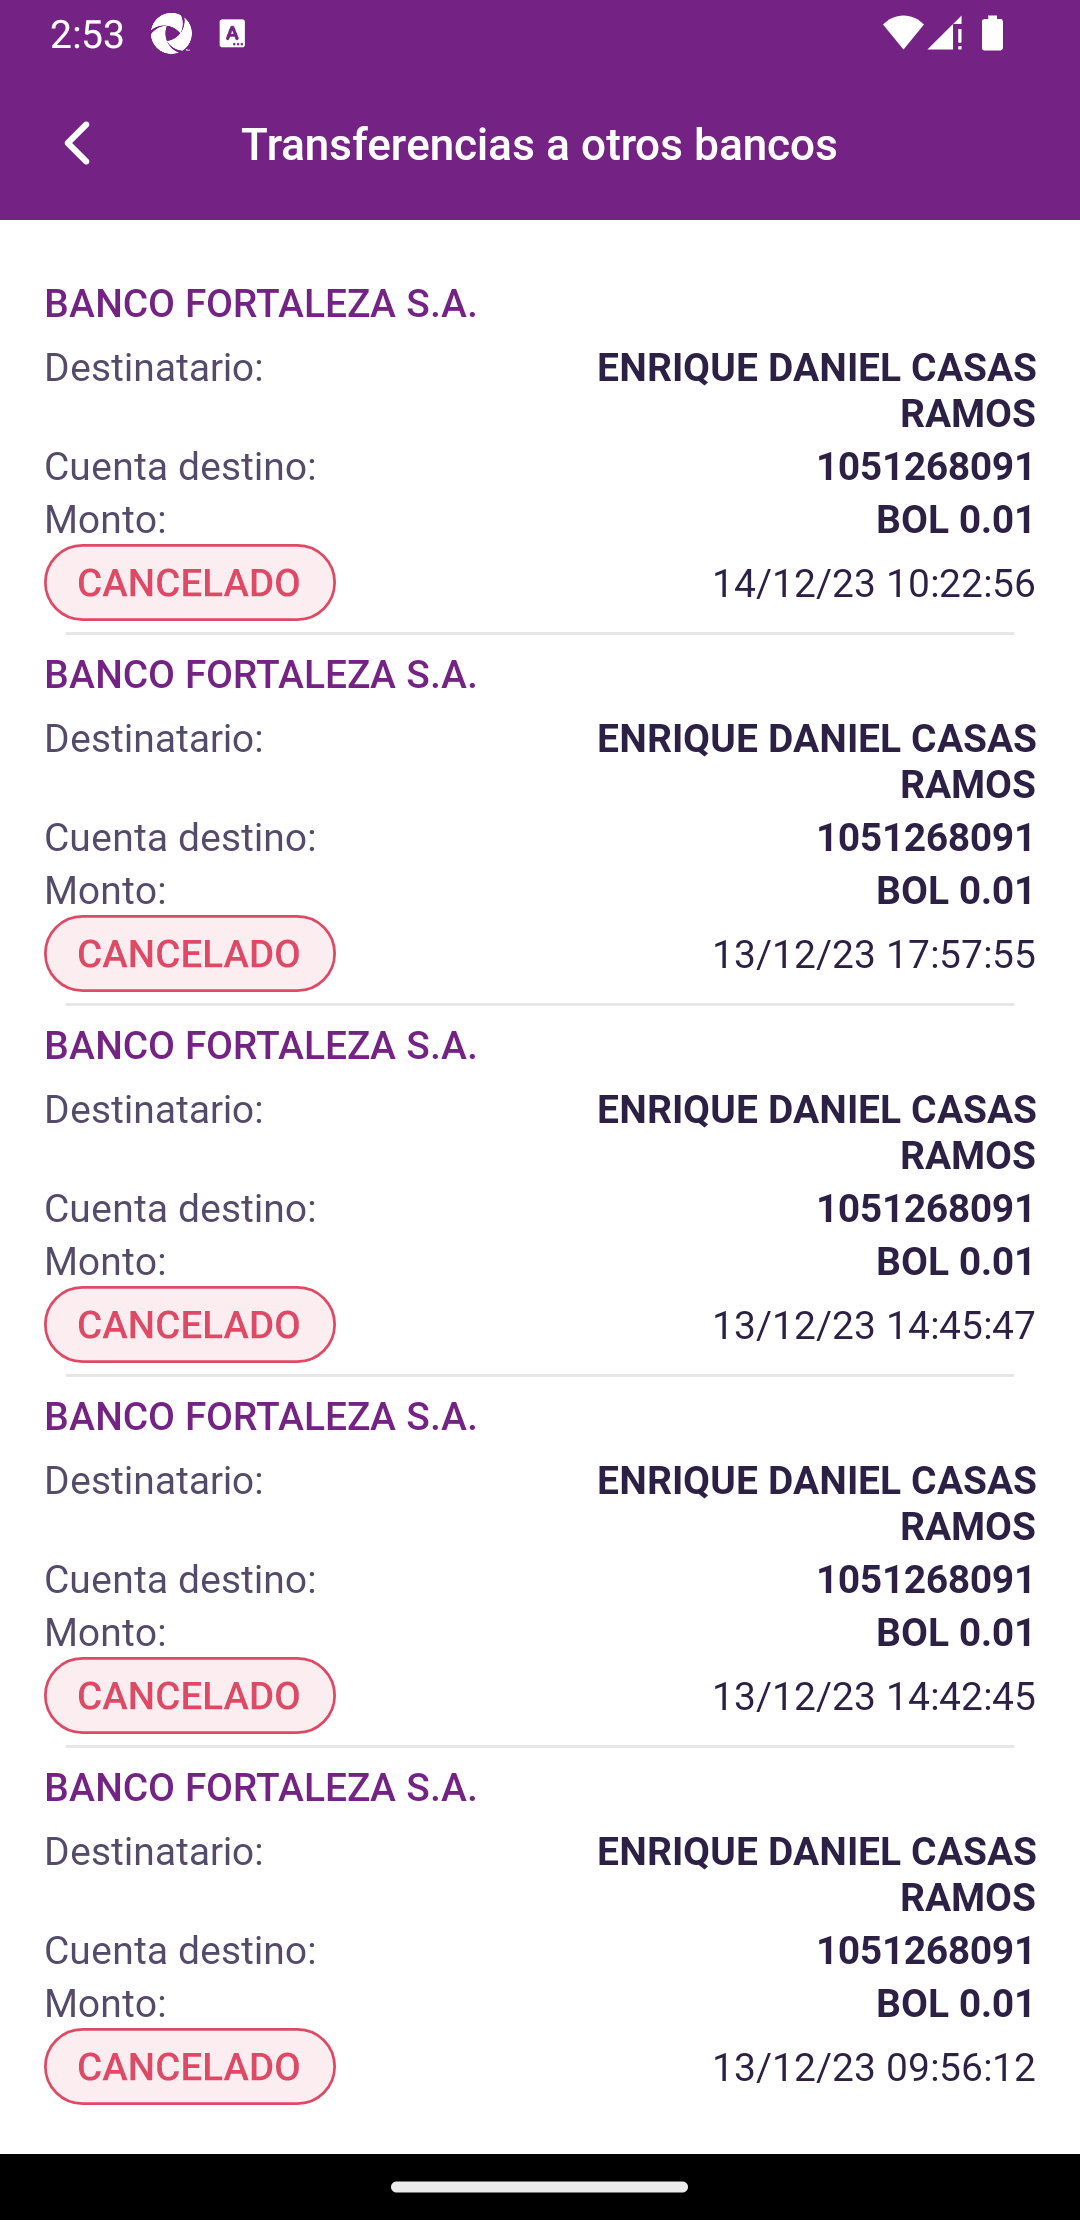 2:53
Transferencias a otros bancos
BANCO FORTALEZA S.A.
Destinatario: ENRIQUE DANIEL CASAS
RAMOS
Cuenta destino: 1051268091
Monto: BOL 0.01
CANCELADO 14/12/23 10:22:56
BANCO FORTALEZA S.A.
Destinatario: ENRIQUE DANIEL CASAS
RAMOS
Cuenta destino: 1051268091
Monto: BOL 0.01
CANCELADO 13/12/23 17:57:55
BANCO FORTALEZA S.A.
Destinatario: ENRIQUE DANIEL CASAS
RAMOS
Cuenta destino: 1051268091
Monto: BOL 0.01
CANCELADO 13/12/23 14:45:47
BANCO FORTALEZA S.A.
Destinatario: ENRIQUE DANIEL CASAS
RAMOS
Cuenta destino: 1051268091
Monto: BOL 0.01
CANCELADO 13/12/23 14:42:45
BANCO FORTALEZA S.A.
Destinatario: ENRIQUE DANIEL CASAS
RAMOS
Cuenta destino: 1051268091
Monto: BOL 0.01
CANCELADO 13/12/23 09:56:12